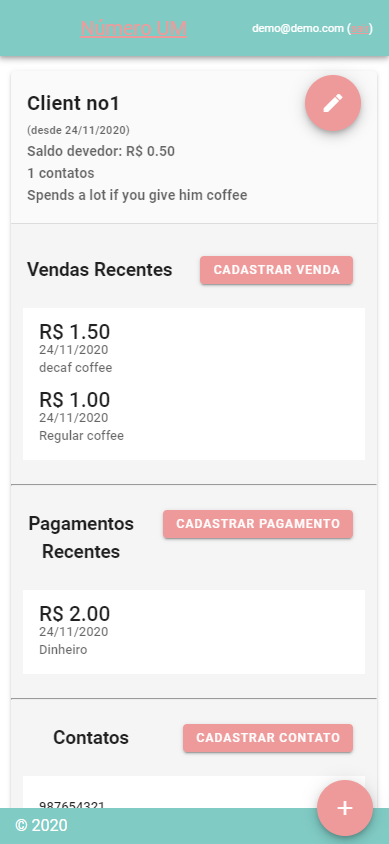 Número UM
demo@demo.com (sair)
Client no1
(desde 24/11/2020)
Saldo devedor: R$ 0.50
1 contatos
Spends a lot if you give him coffee
Vendas Recentes
CADASTRAR VENDA
R$ 1.50
24/11/2020
decaf coffee
R$ 1.00
24/11/2020
Regular coffee
Pagamentos
Recentes
CADASTRAR PAGAMENTO
R$ 2.00
24/11/2020
Dinheiro
Contatos
CADASTRAR CONTATO
987654321
+
© 2020